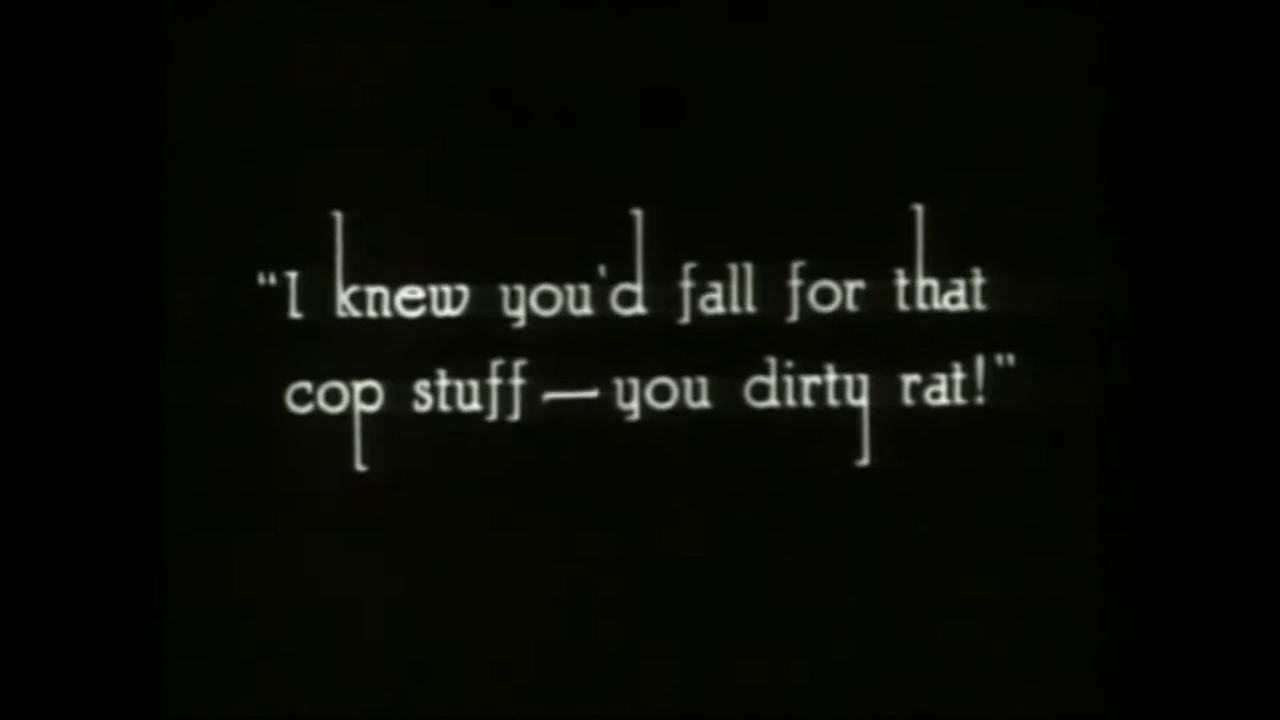 “I knew you'd fall for that
cop stuff — you dirty rat!”